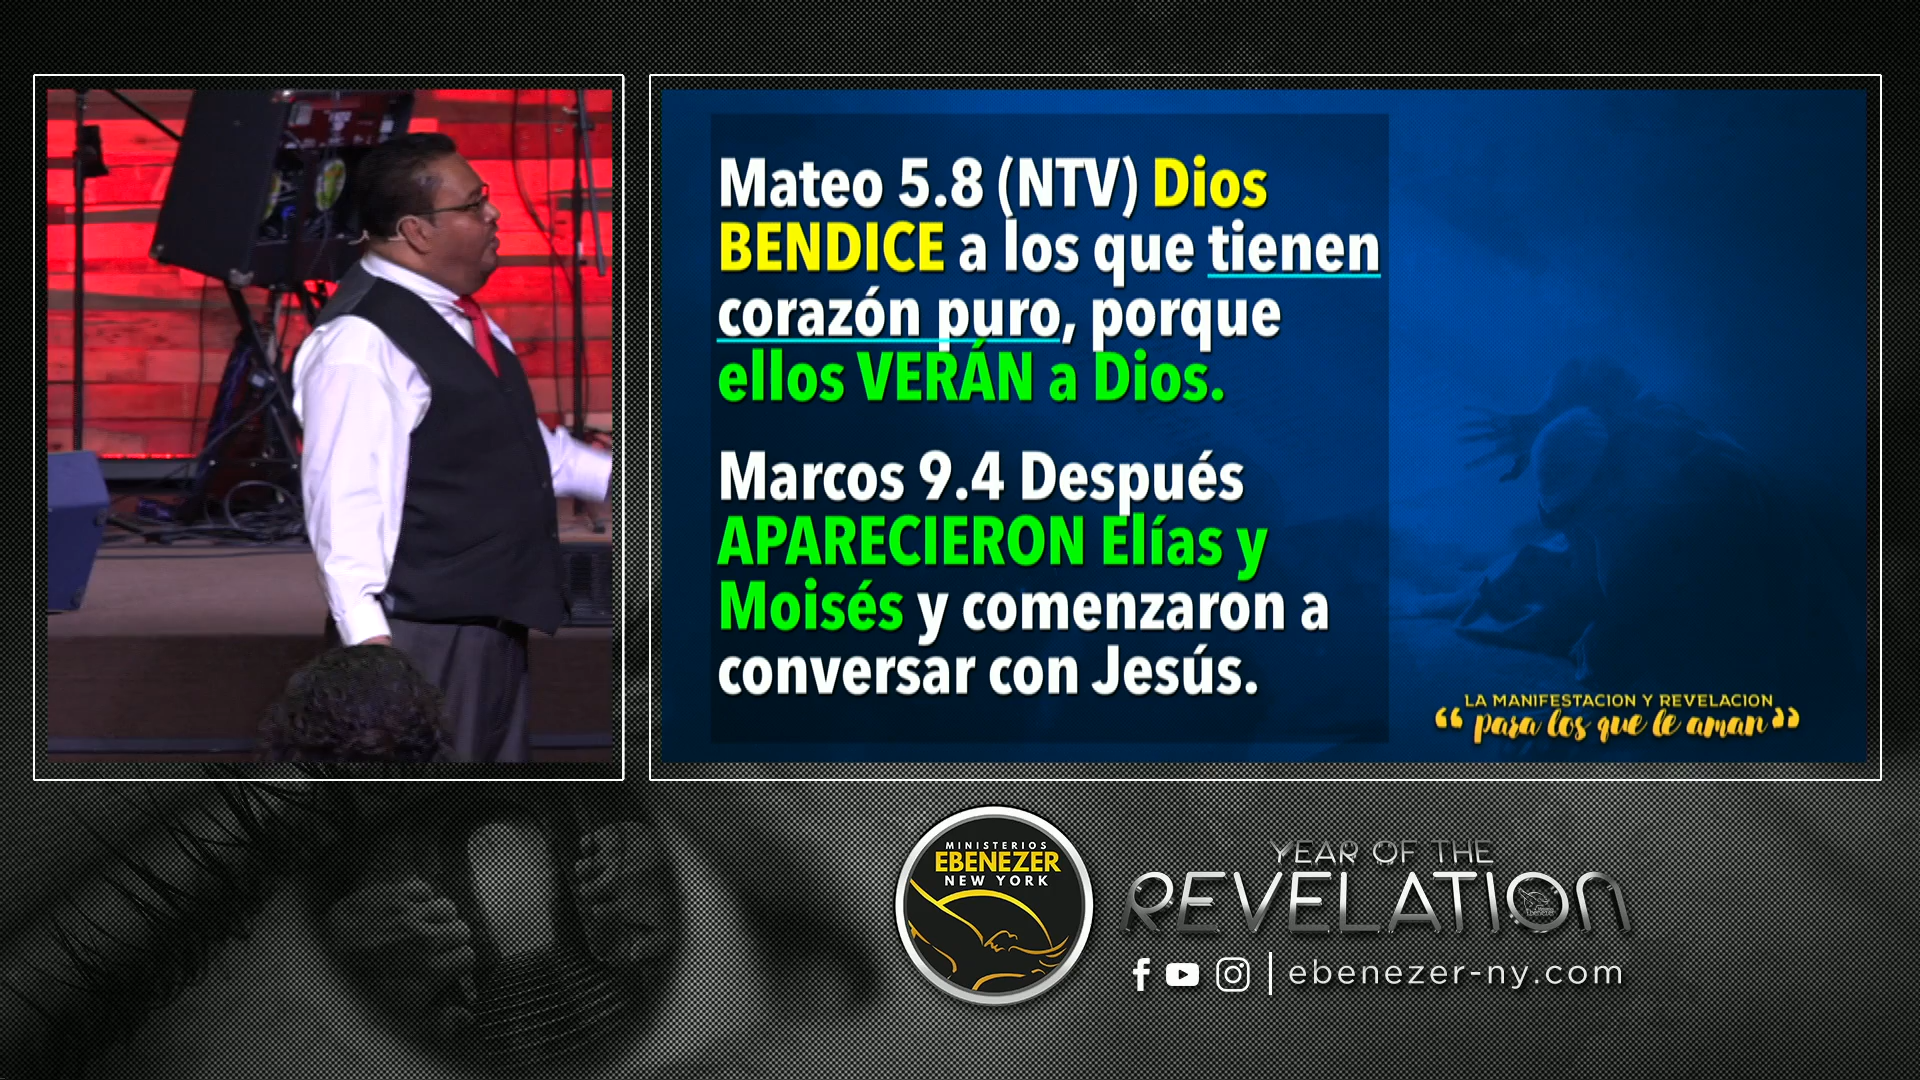 Mateo 5.8 (NTV) Dios
BENDICE a los que tienen
corazón puro, porque
ellos VERÁN a Dios.
Marcos 9.4 Después
APARECIERON Elías y
Moisés y comenzaron a
conversar con Jesús.
LA MANIFESTACION Y REVELACION
“para los que le aman”
MINISTERIOS
EBENEZER
NEW YORK
YEAR OF THE
REVELATION
ebenezer-ny.com